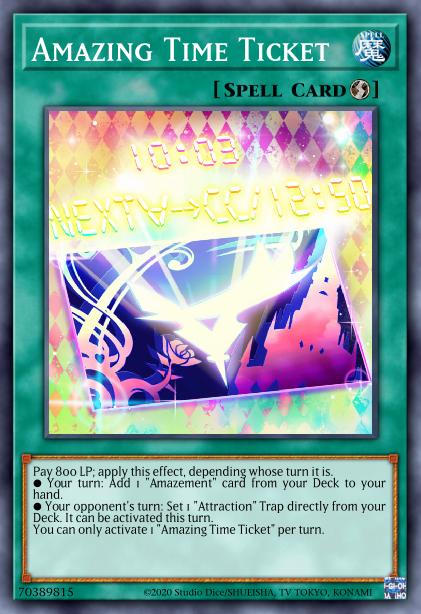 AMAZING TIME TICKET
SPELL
魔
[SPELL CARD]
10:03
NEXT∀→CC/12:50
Pay 800 LP; apply this effect, depending whose turn it is.
● Your turn: Add 1 "Amazement" card from your Deck to your
hand.
● Your opponent's turn: Set 1 "Attraction" Trap directly from your
Deck. It can be activated this turn.
You can only activate 1 "Amazing Time Ticket" per turn.
70389815
©2020 Studio Dice/SHUEISHA, TV TOKYO, KONAMI